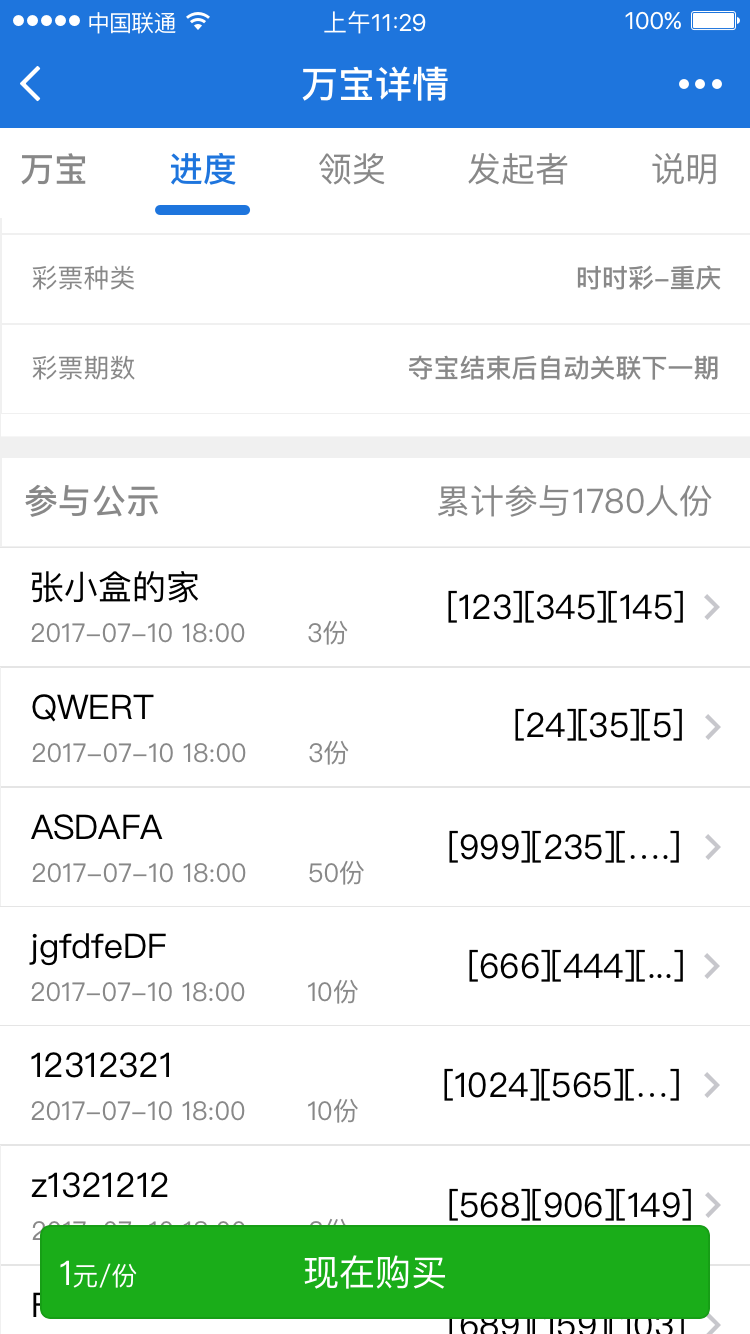 中国联通 上午11:29 100%
万宝详情
万宝 进度 领奖 发起者 说明
彩票种类 时时彩–重庆
彩票期数 夺宝结束后自动关联下一期
参与公示 累计参与1780人份
张小盒的家
2017–07–10 18:00 3份 [123][345][145]
QWERT
2017–07–10 18:00 3份 [24][35][5]
ASDAFA
2017–07–10 18:00 50份 [999][235][....]
jgfdfeDF
2017–07–10 18:00 10份 [666][444][...]
12312321
2017–07–10 18:00 10份 [1024][565][...]
z1321212
[568][906][149]
1元/份 现在购买
[689][159][103]